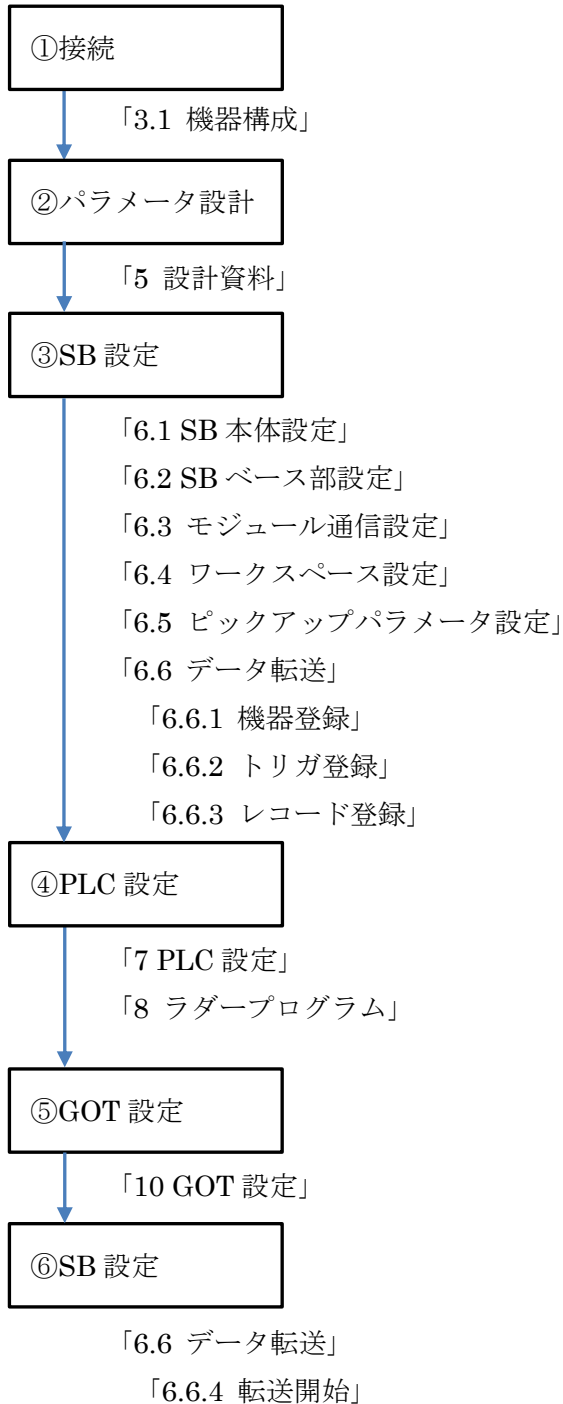 ①接続
「3.1 機器構成」
②パラメータ設計
「5 設計資料」
③SB 設定
「6.1 SB 本体設定」
「6.2 SB ベース部設定」
「6.3 モジュール通信設定」
「6.4 ワークスペース設定」
「6.5 ピックアップパラメータ設定」
「6.6 データ転送」
「6.6.1 機器登録」
「6.6.2 トリガ登録」
「6.6.3 レコード登録」
④PLC 設定
「7 PLC 設定」
「8 ラダープログラム」
⑤GOT 設定
「10 GOT 設定」
⑥SB 設定
「6.6 データ転送」
「6.6.4 転送開始」